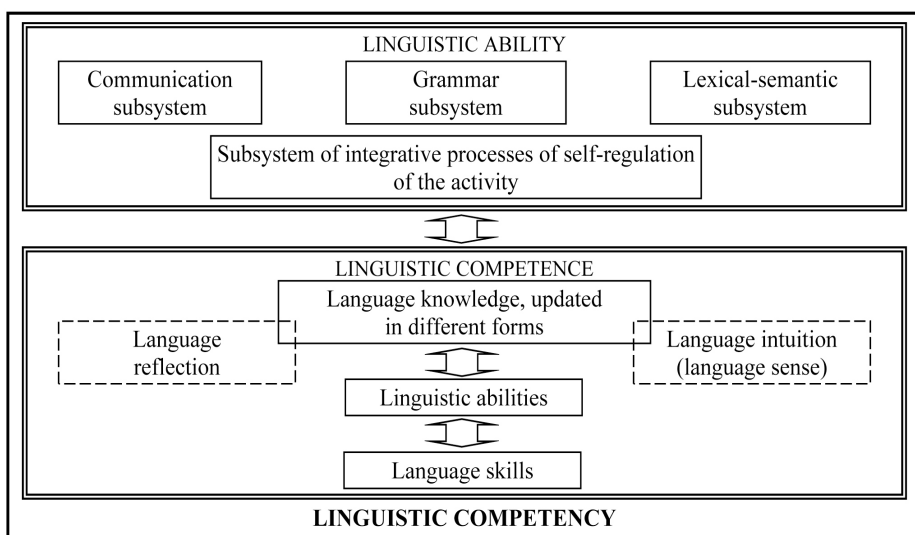 LINGUISTIC ABILITY
Communication
subsystem
Grammar
subsystem
Lexical-semantic
subsystem
Subsystem of integrative processes of self-regulation
of the activity
LINGUISTIC COMPETENCE
Language knowledge, updated
in different forms
Language
reflection
Language intuition
(language sense)
Linguistic abilities
Language skills
LINGUISTIC COMPETENCY